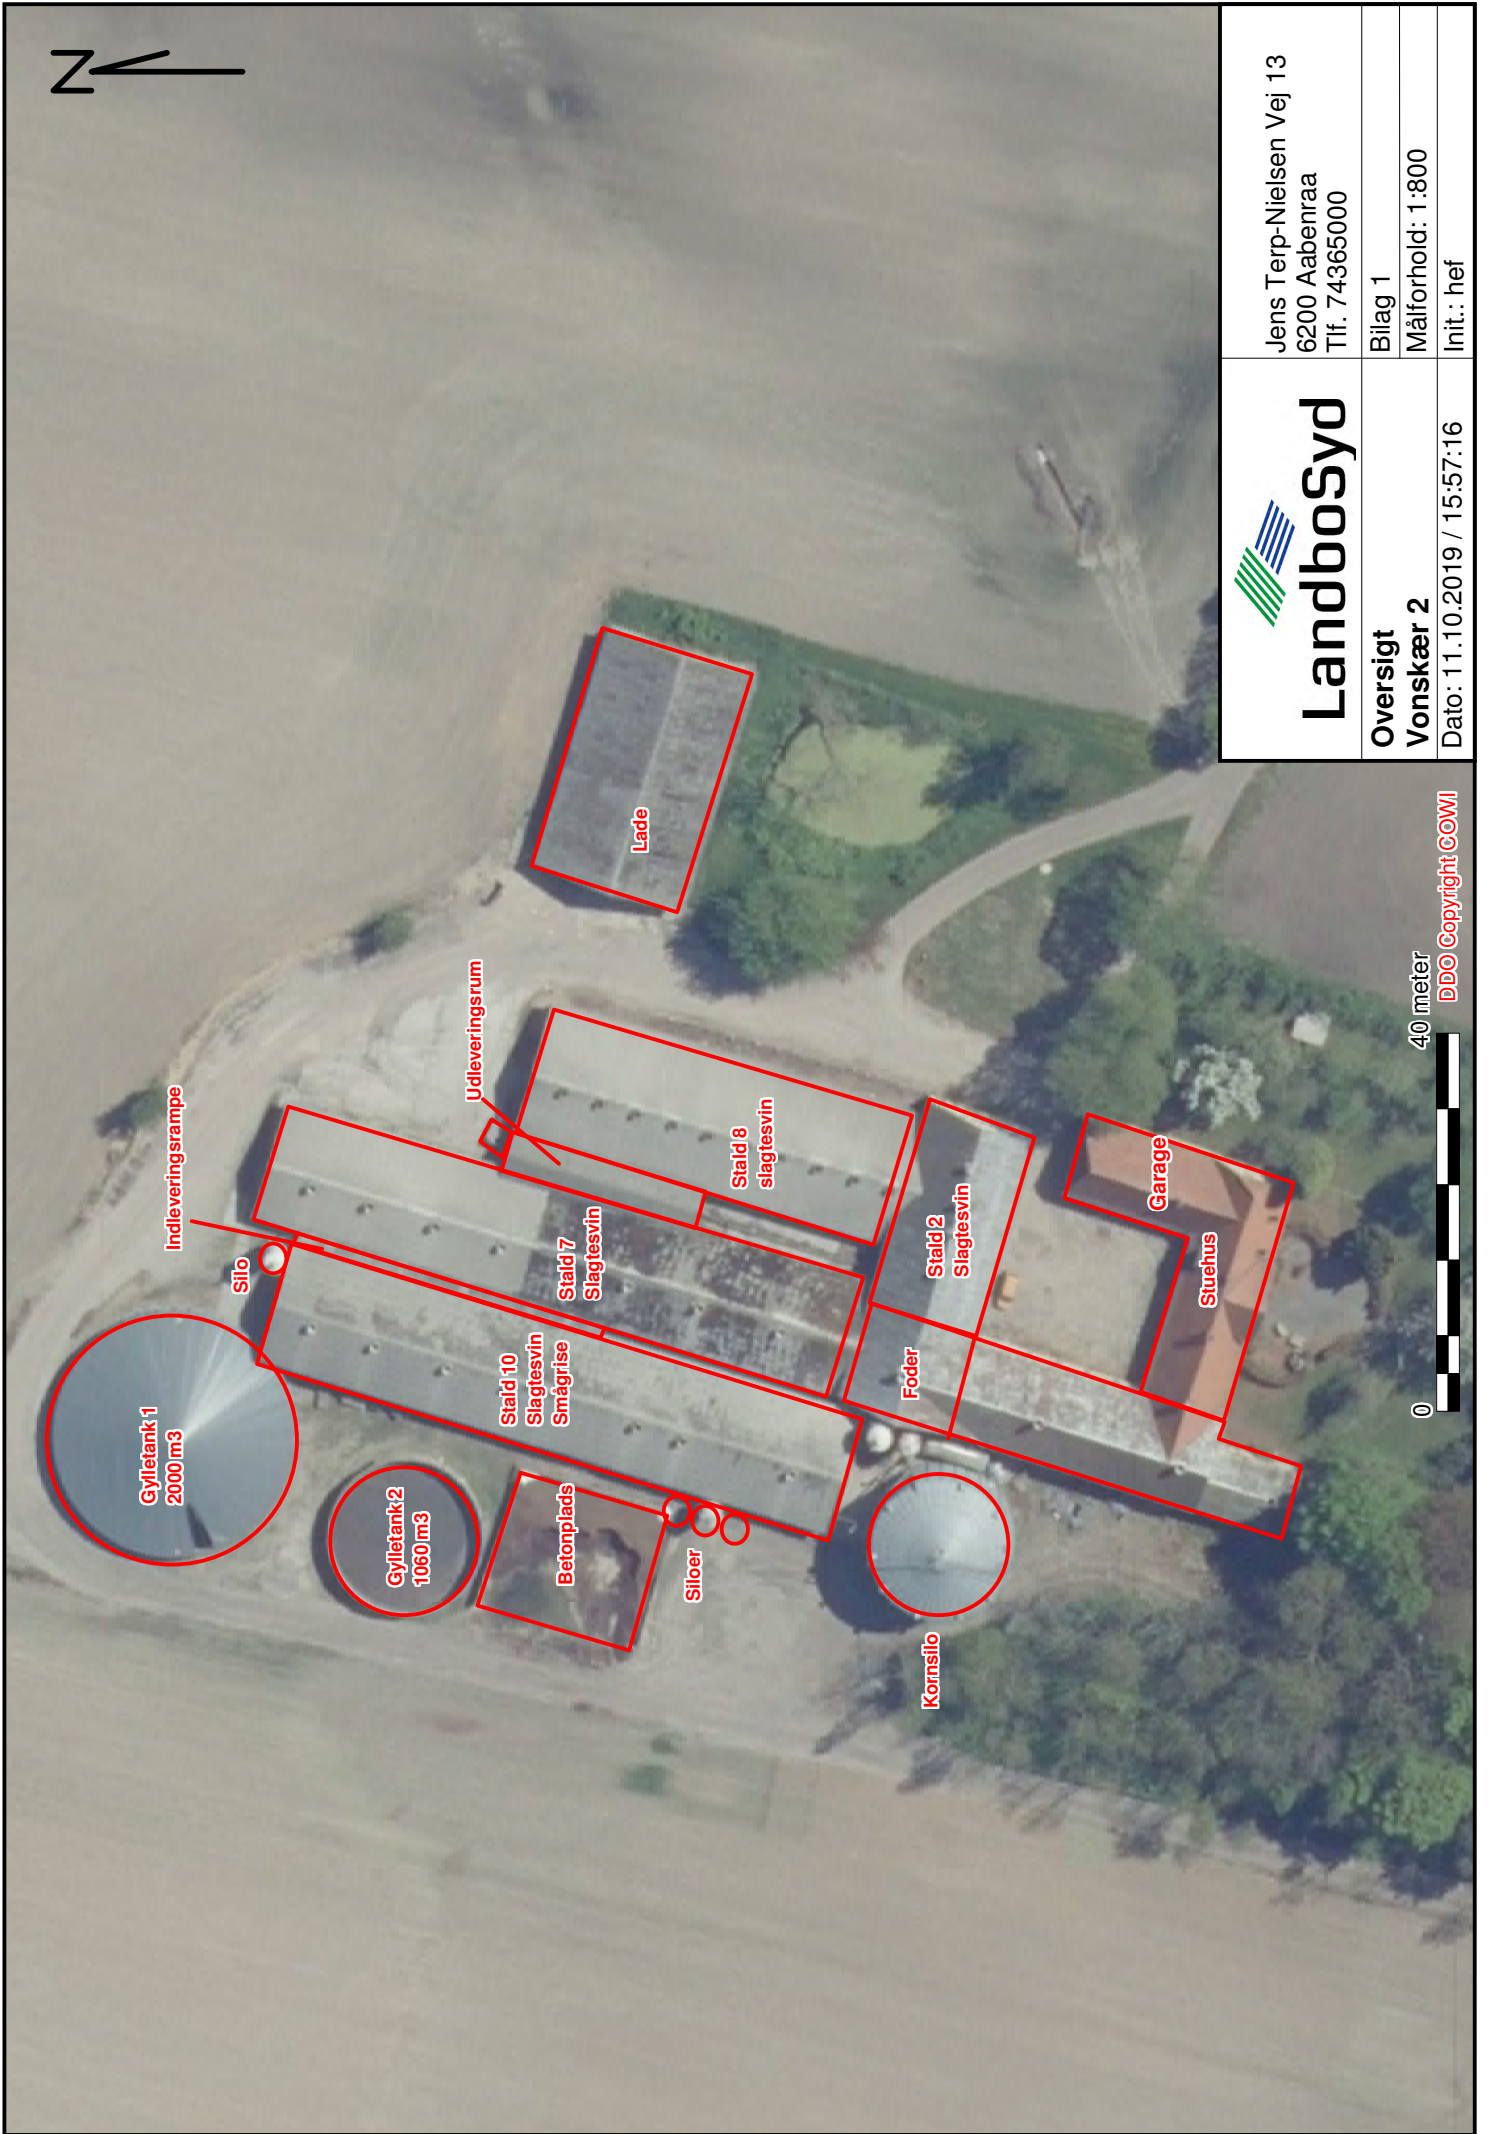 N
Gylletank 1
2000 m3
Silo
Indleveringsrampe
Gylletank 2
1060 m3
Stald 10
Slagtesvin
Smågrise
Stald 7
Slagtesvin
Udleveringsrum
Betonplads
Siloer
Stald 8
slagtesvin
Lade
Kornsilo
Foder
Stald 2
Slagtesvin
Stuehus
Garage
0
40 meter
DDO Copyright COWI
LandboSyd
Jens Terp-Nielsen Vej 13
6200 Aabenraa
Tlf. 74365000
Oversigt
Vonskær 2
Bilag 1
Målforhold: 1:800
Dato: 11.10.2019 / 15:57:16
Init.: hef